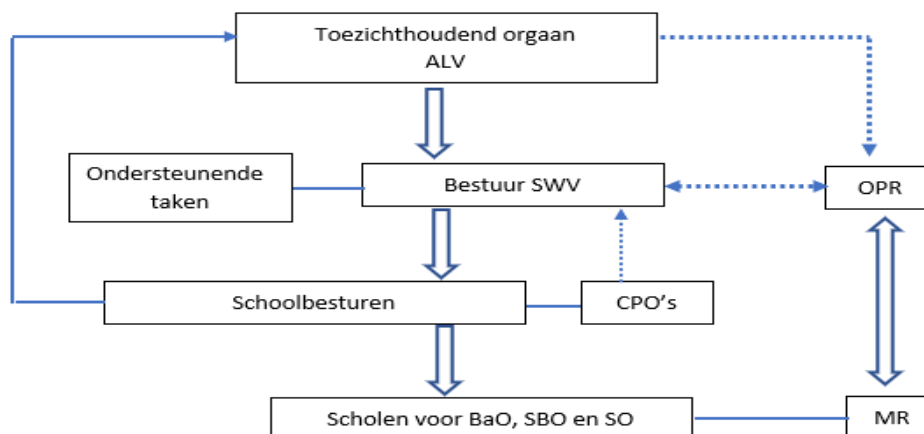 Toezichthoudend orgaan
ALV
Ondersteunende
taken
Bestuur SWV
OPR
Schoolbesturen
CPO’s
Scholen voor BaO, SBO en SO
MR